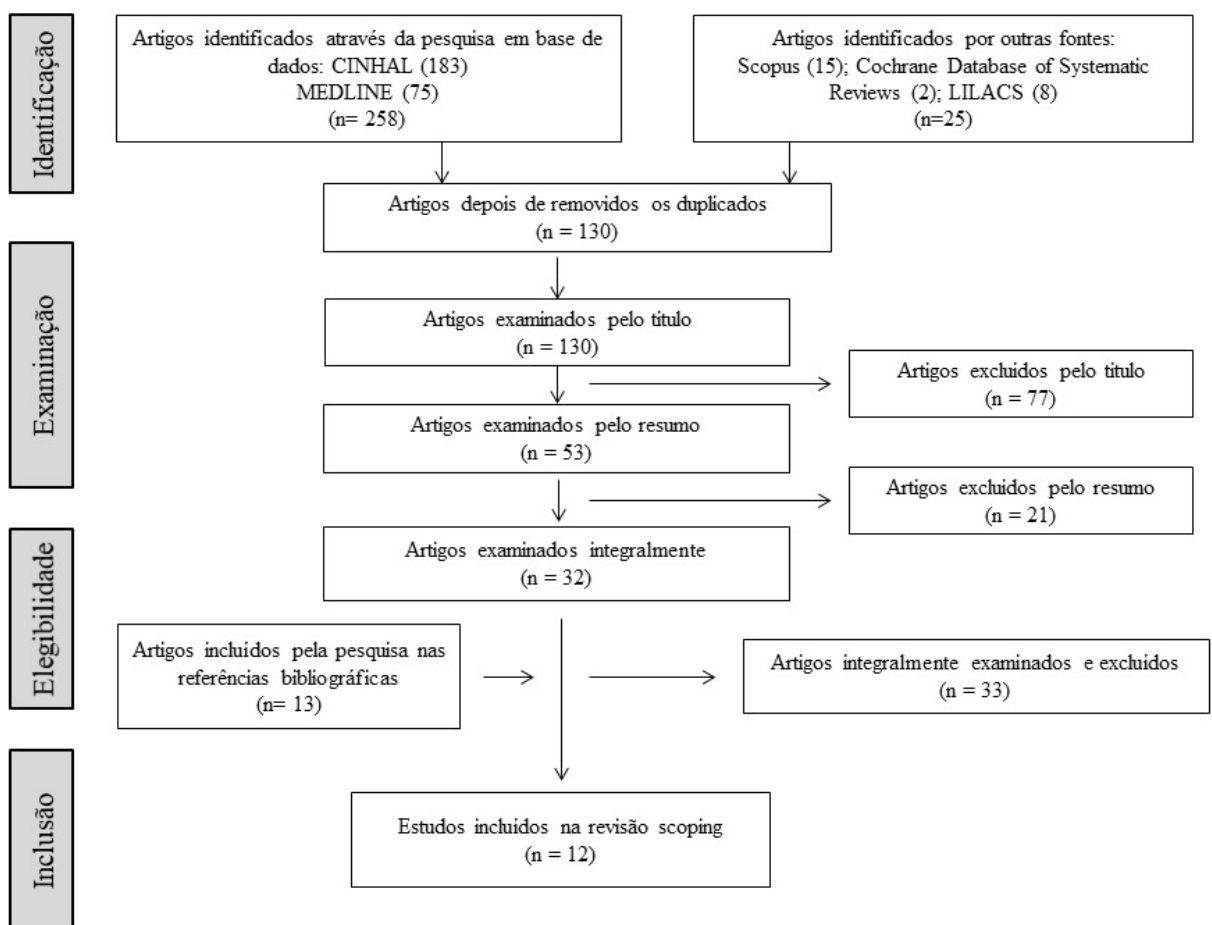 Identificação
Artigos identificados através da pesquisa em base de
dados: CINHAL (183)
MEDLINE (75)
(n= 258)
Artigos identificados por outras fontes:
Scopus (15); Cochrane Database of Systematic
Reviews (2); LILACS (8)
(n=25)
Artigos depois de removidos os duplicados
(n = 130)
Examinação
Artigos examinados pelo titulo
(n = 130)
Artigos excluidos pelo titulo
(n = 77)
Artigos examinados pelo resumo
(n = 53)
Artigos excluidos pelo resumo
(n = 21)
Elegibilidade
Artigos examinados integralmente
(n = 32)
Artigos incluídos pela pesquisa nas
referências bibliográficas
(n= 13)
Artigos integralmente examinados e excluidos
(n = 33)
Inclusão
Estudos incluidos na revisão scoping
(n = 12)